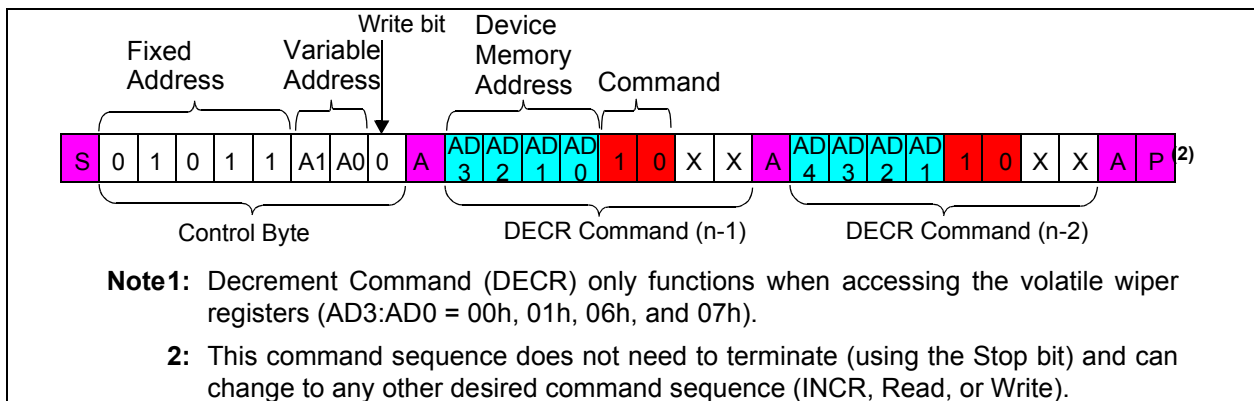 Write bit
Fixed
Address
Variable
Address
Device
Memory
Address
Command
S 0 1 0 1 1 A1 A0 0 A AD3 AD2 AD1 AD0 1 0 X X A AD4 AD3 AD2 AD1 1 0 X X A P (2)
Control Byte
DECR Command (n-1)
DECR Command (n-2)
Note1: Decrement Command (DECR) only functions when accessing the volatile wiper
registers (AD3:AD0 = 00h, 01h, 06h, and 07h).
2: This command sequence does not need to terminate (using the Stop bit) and can
change to any other desired command sequence (INCR, Read, or Write).